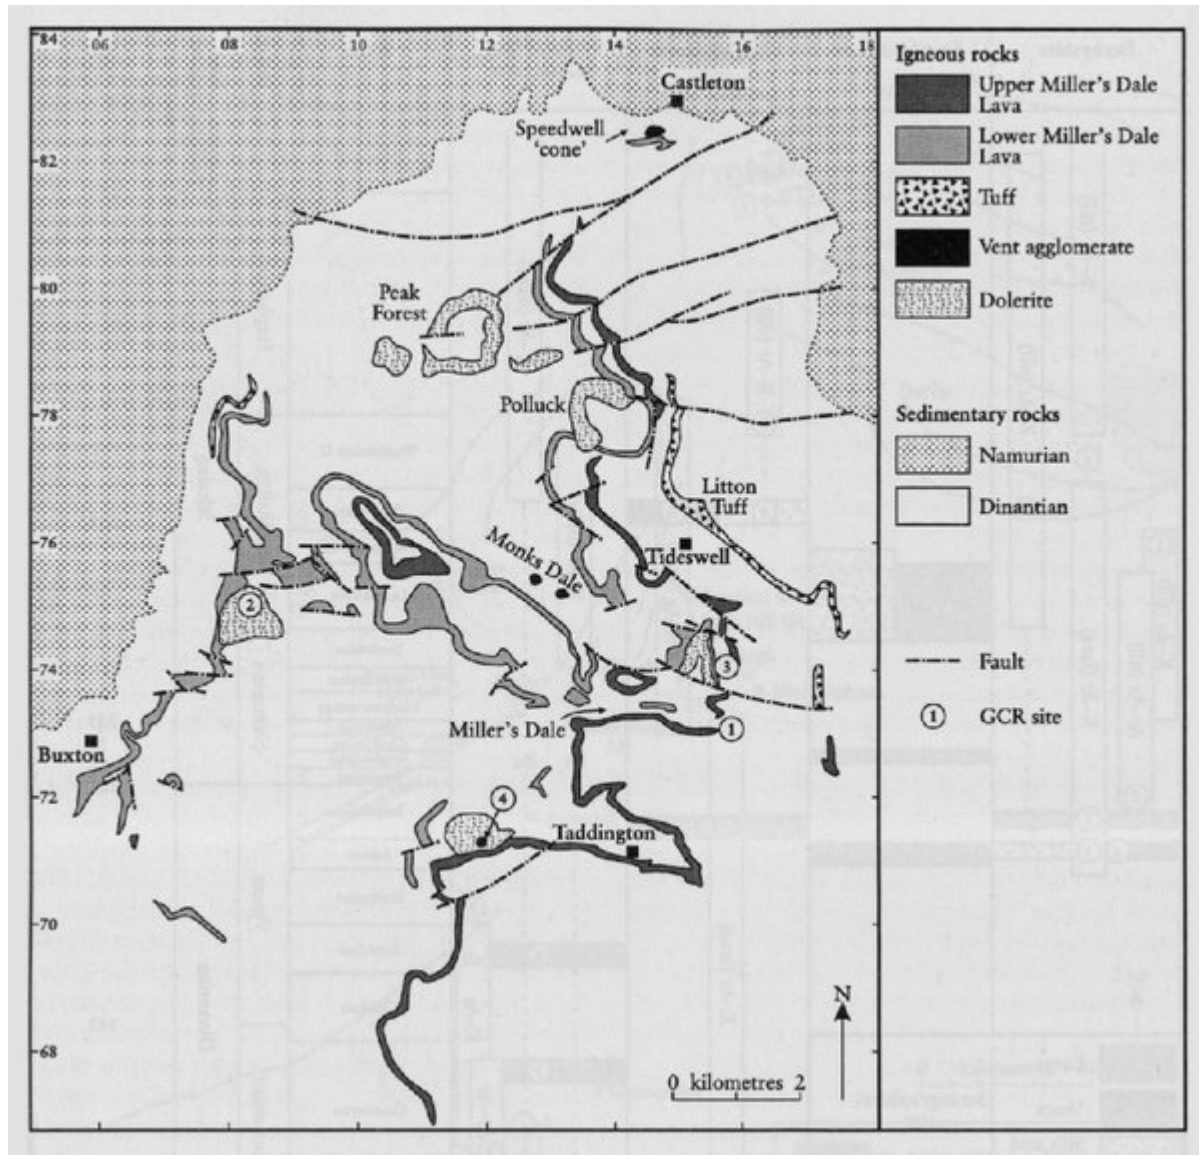 84
06
08
10
12
14
16
18
82
80
78
76
74
72
70
68
Castleton
Speedwell
'cone'
Peak
Forest
Polluck
Litton
Tuff
Monks Dale
Tideswell
2
3
Miller's Dale
1
Buxton
4
Taddington
N
0 kilometres 2
Igneous rocks
Upper Miller's Dale
Lava
Lower Miller's Dale
Lava
Tuff
Vent agglomerate
Dolerite
Sedimentary rocks
Namurian
Dinantian
Fault
1 GCR site